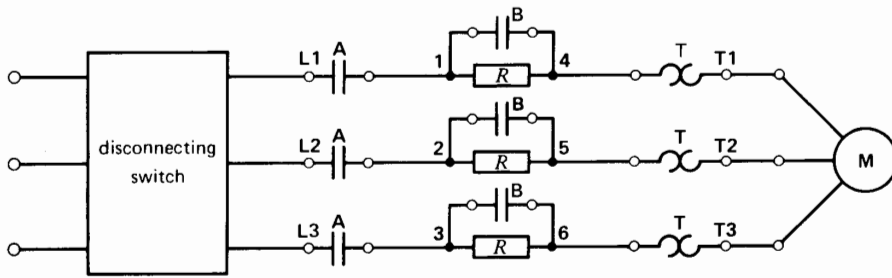 B
L1 A 1 R 4 T T1
B
disconnecting
switch
L2 A 2 R 5 T T2 M
B
L3 A 3 R 6 T T3